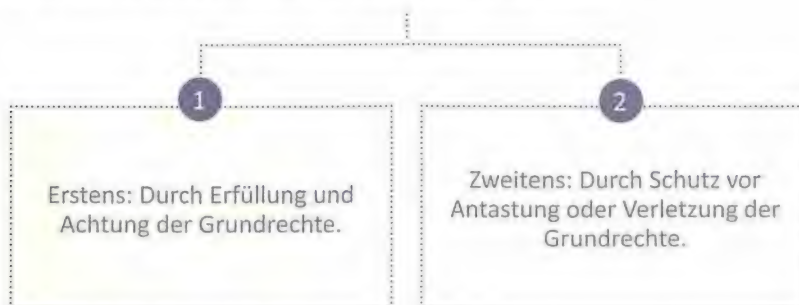 1
Erstens: Durch Erfüllung und
Achtung der Grundrechte.
2
Zweitens: Durch Schutz vor
Antastung oder Verletzung der
Grundrechte.